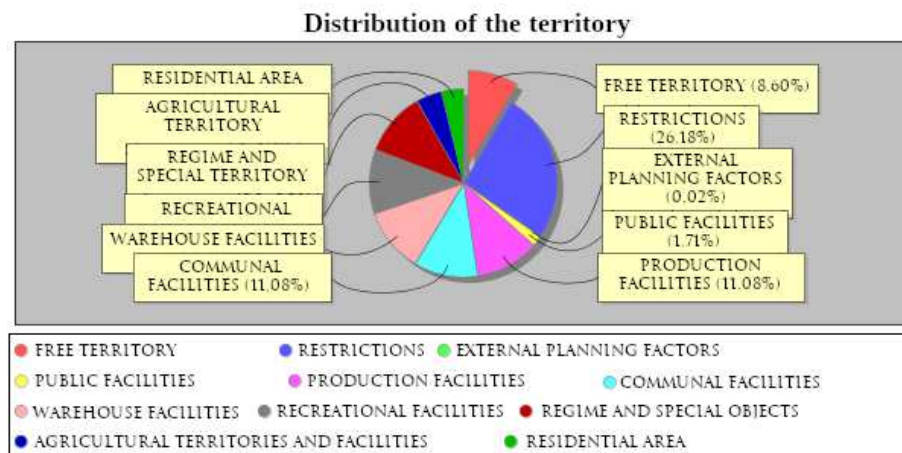 Distribution of the territory
RESIDENTIAL AREA
AGRICULTURAL
TERRITORY
REGIME AND
SPECIAL TERRITORY
RECREATIONAL
WAREHOUSE FACILITIES
COMMUNAL
FACILITIES (11.08%)
FREE TERRITORY (8.60%)
RESTRICTIONS
(26.18%)
EXTERNAL
PLANNING FACTORS
(0.02%)
PUBLIC FACILITIES
(1.71%)
PRODUCTION
FACILITIES (11.08%)
FREE TERRITORY RESTRICTIONS EXTERNAL PLANNING FACTORS
PUBLIC FACILITIES PRODUCTION FACILITIES COMMUNAL FACILITIES
WAREHOUSE FACILITIES RECREATIONAL FACILITIES REGIME AND SPECIAL OBJECTS
AGRICULTURAL TERRITORIES AND FACILITIES RESIDENTIAL AREA